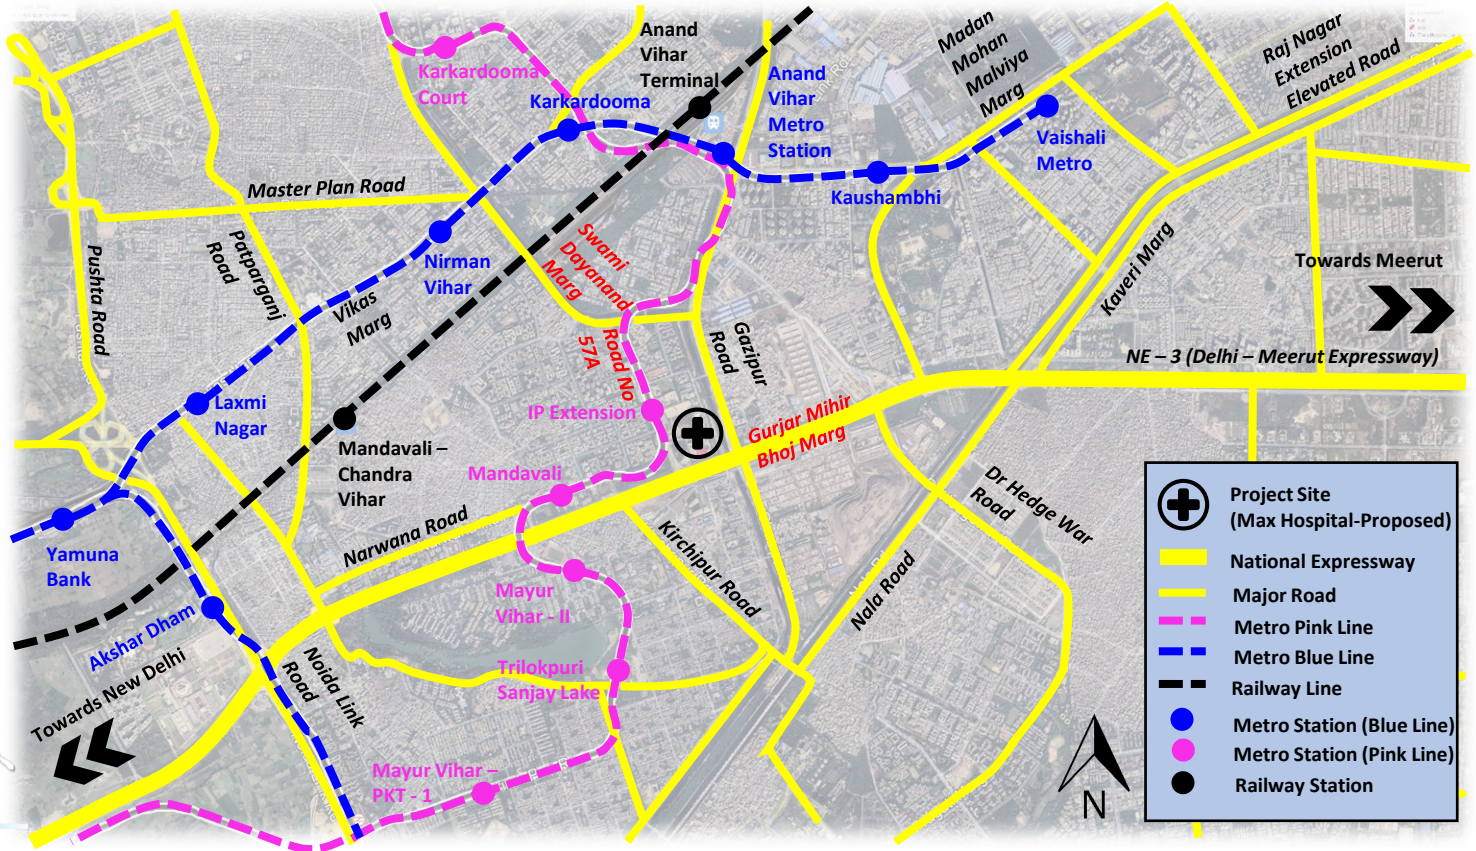 Anand
Vihar
Terminal
Madan
Mohan
Malviya
Marg
Raj Nagar
Extension
Elevated Road
Karkardooma
Court
Karkardooma
Anand
Vihar
Metro
Station
Vaishali
Metro
Kaushambhi
Master Plan Road
Patparganj
Road
Pushta Road
Nirman
Vihar
Vikas
Marg
Swami
Dayanand
Marg
Road No
57A
Gazipur
Road
Kaveri Marg
Towards Meerut
NE – 3 (Delhi – Meerut Expressway)
Laxmi
Nagar
IP Extension
Gurjar Mihir
Bhoj Marg
Mandavali –
Chandra
Vihar
Mandavali
Narwana Road
Kirchipur Road
Dr Hedge War
Road
Nala Road
Yamuna
Bank
Akshar Dham
Mayur
Vihar - II
Trilokpuri
Sanjay Lake
Noida Link
Road
Towards New Delhi
Mayur Vihar –
PKT - 1
N
Project Site
(Max Hospital-Proposed)
National Expressway
Major Road
Metro Pink Line
Metro Blue Line
Railway Line
Metro Station (Blue Line)
Metro Station (Pink Line)
Railway Station